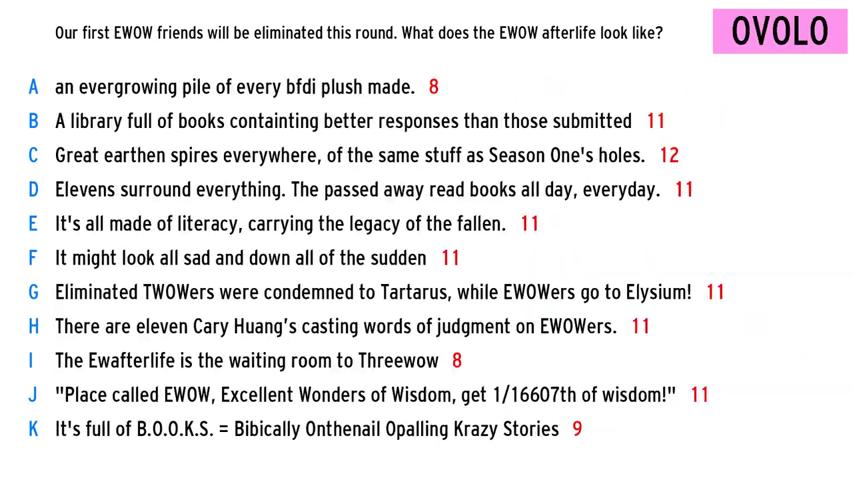 Our first EWOW friends will be eliminated this round. What does the EWOW afterlife look like?
OVOLO
A an evergrowing pile of every bfdi plush made. 8
B A library full of books containting better responses than those submitted 11
C Great earthen spires everywhere, of the same stuff as Season One's holes. 12
D Elevens surround everything. The passed away read books all day, everyday. 11
E It's all made of literacy, carrying the legacy of the fallen. 11
F It might look all sad and down all of the sudden 11
G Eliminated TWOWers were condemned to Tartarus, while EWOWers go to Elysium! 11
H There are eleven Cary Huang’s casting words of judgment on EWOWers. 11
I The Ewafterlife is the waiting room to Threewow 8
J "Place called EWOW, Excellent Wonders of Wisdom, get 1/16607th of wisdom!" 11
K It's full of B.O.O.K.S. = Bibically Onthenail Opalling Krazy Stories 9